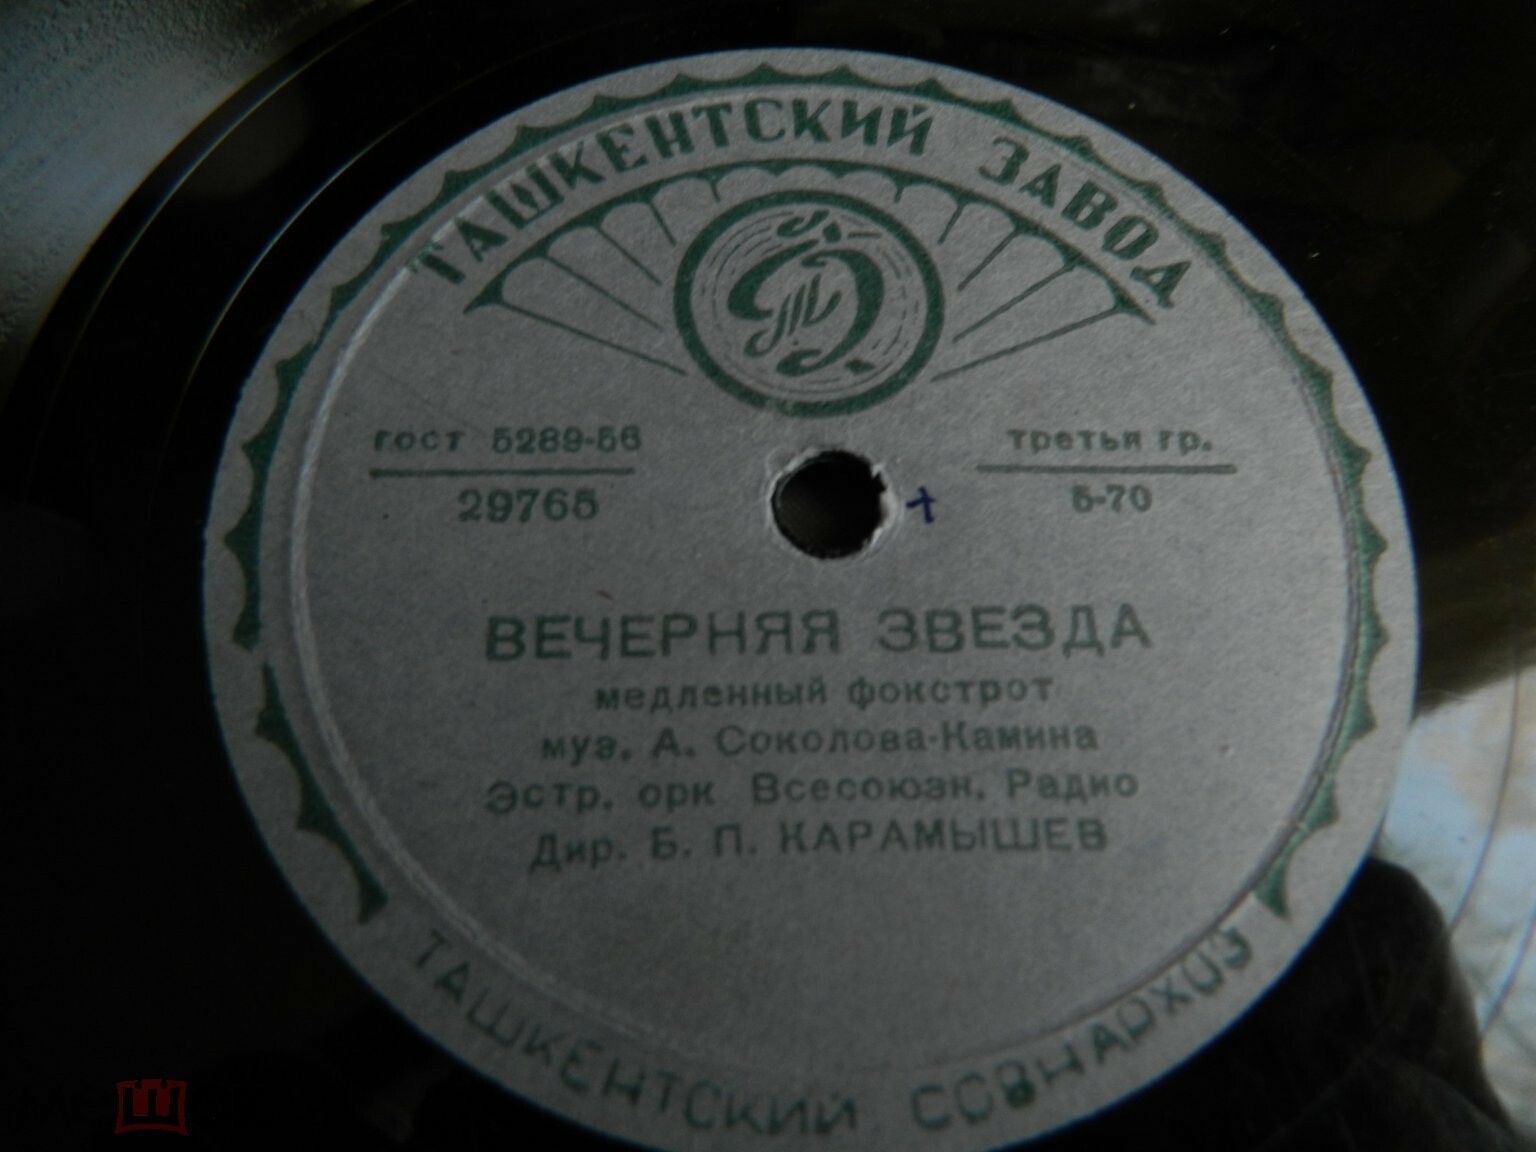 ТАШКЕНТСКИЙ ЗАВОД
ГОСТ 5289-56
29765
третья гр.
5-70
ВЕЧЕРНЯЯ ЗВЕЗДА
медленный фокстрот
муз. А. Соколова-Камина
Эстр. орк Всесоюзн. Радио
Дир. Б. П. КАРАМЫШЕВ
ТАШКЕНТСКИЙ СОВНАРХОЗ